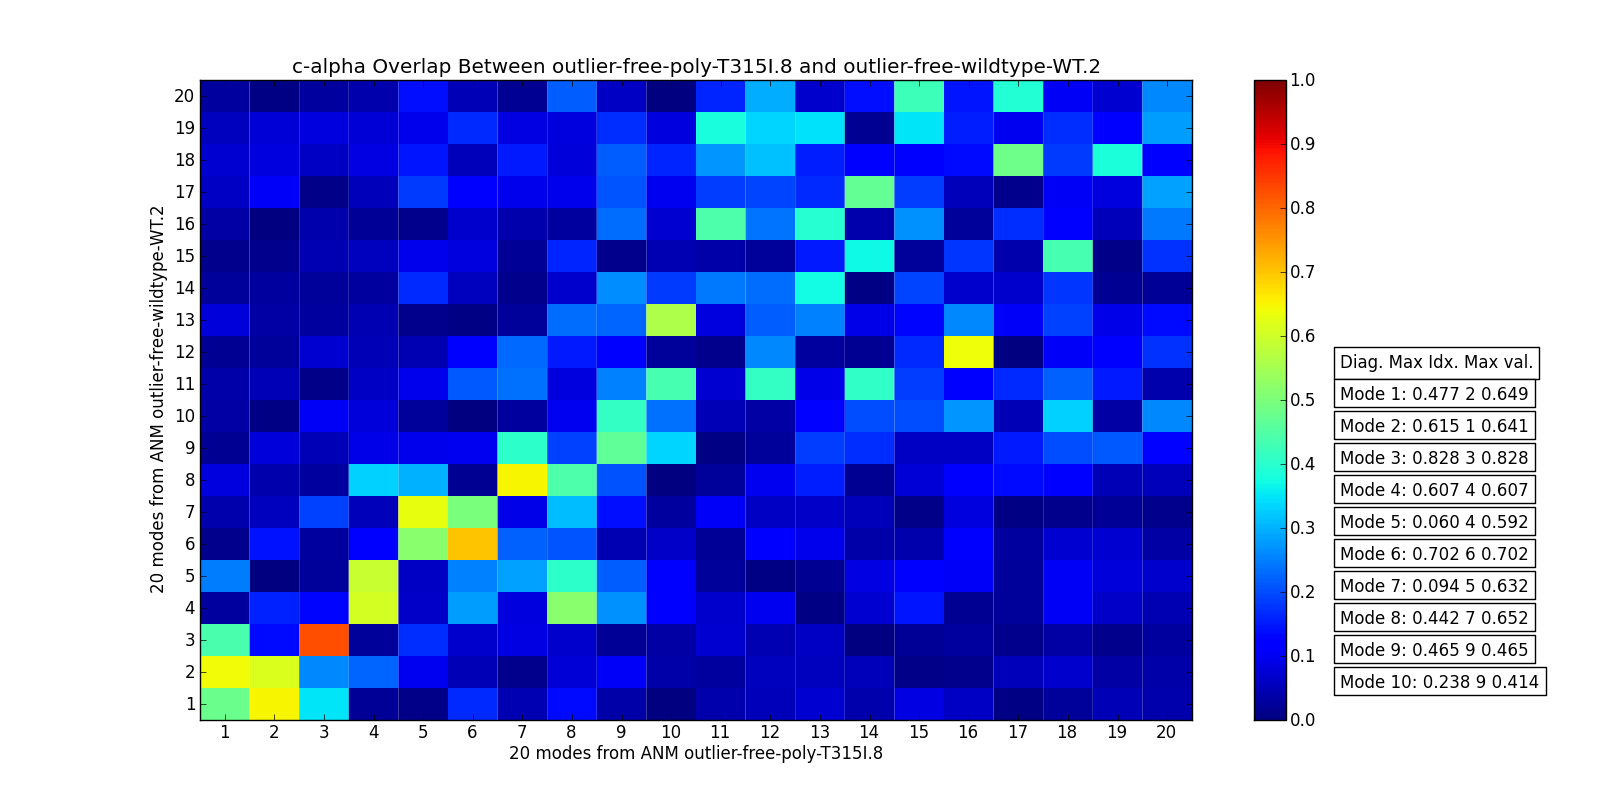 c-alpha Overlap Between outlier-free-poly-T315I.8 and outlier-free-wildtype-WT.2
20 modes from ANM outlier-free-wildtype-WT.2
20
19
18
17
16
15
14
13
12
11
10
9
8
7
6
5
4
3
2
1
1 2 3 4 5 6 7 8 9 10 11 12 13 14 15 16 17 18 19 20
20 modes from ANM outlier-free-poly-T315I.8
1.0
0.9
0.8
0.7
0.6
0.5
0.4
0.3
0.2
0.1
0.0
Diag. Max Idx. Max val.
Mode 1: 0.477 2 0.649
Mode 2: 0.615 1 0.641
Mode 3: 0.828 3 0.828
Mode 4: 0.607 4 0.607
Mode 5: 0.060 4 0.592
Mode 6: 0.702 6 0.702
Mode 7: 0.094 5 0.632
Mode 8: 0.442 7 0.652
Mode 9: 0.465 9 0.465
Mode 10: 0.238 9 0.414